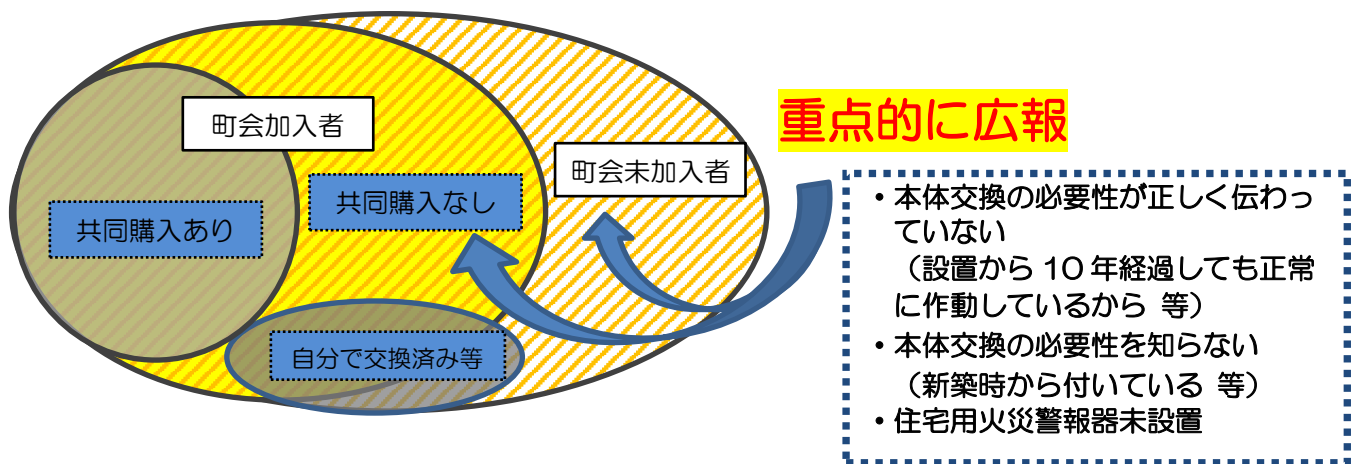 町会加入者
共同購入あり
共同購入なし
自分で交換済み等
町会未加入者
重点的に広報
・本体交換の必要性が正しく伝わっ
ていない
（設置から 10 年経過しても正常
に作動しているから 等）
・本体交換の必要性を知らない
（新築時から付いている 等）
・住宅用火災警報器未設置